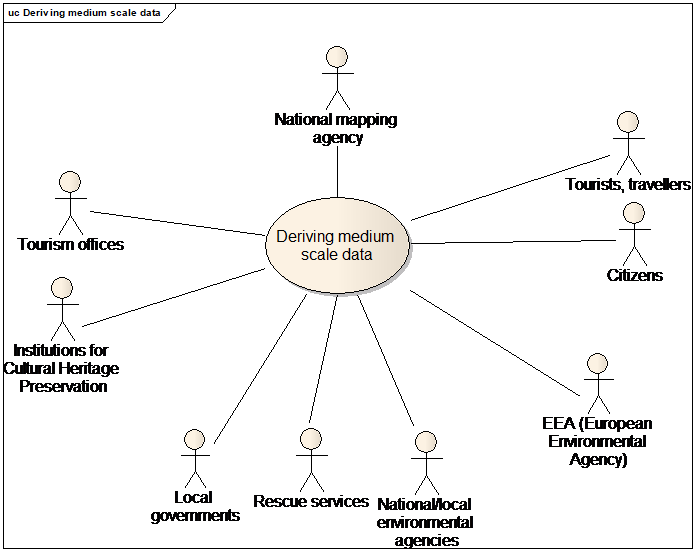 uc Deriving medium scale data
National mapping
agency
Tourists, travellers
Tourism offices
Deriving medium
scale data
Citizens
Institutions for
Cultural Heritage
Preservation
EEA (European
Environmental
Agency)
Local
governments
Rescue services
National/local
environmental
agencies